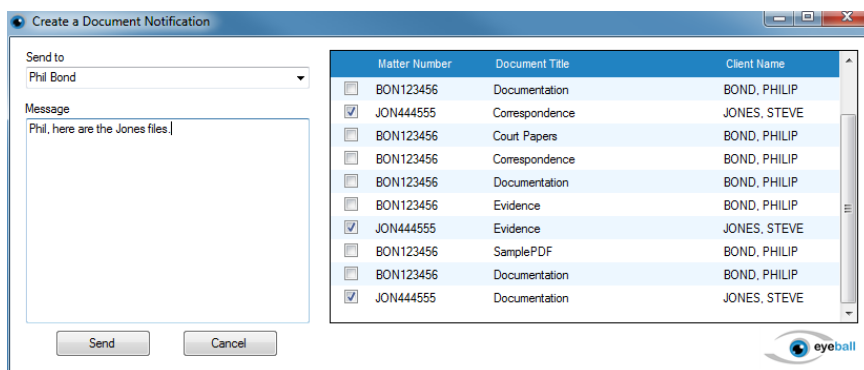 Create a Document Notification
Send to
Phil Bond
Message
Phil, here are the Jones files.
Send Cancel
Matter Number Document Title Client Name
BON123456 Documentation BOND, PHILIP
JON444555 Correspondence JONES, STEVE
BON123456 Court Papers BOND, PHILIP
BON123456 Correspondence BOND, PHILIP
BON123456 Documentation BOND, PHILIP
BON123456 Evidence BOND, PHILIP
JON444555 Evidence JONES, STEVE
BON123456 SamplePDF BOND, PHILIP
BON123456 Documentation BOND, PHILIP
JON444555 Documentation JONES, STEVE
eyeball